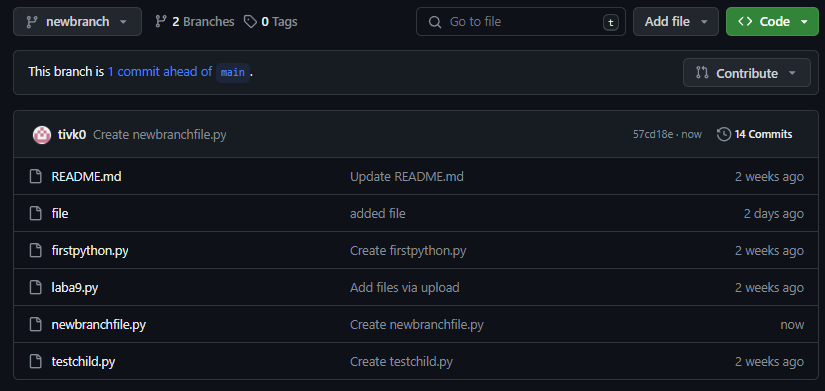 newbranch 2 Branches 0 Tags Go to file t Add file <> Code
This branch is 1 commit ahead of main . Contribute
tivk0 Create newbranchfile.py 57cd18e · now 14 Commits
README.md Update README.md 2 weeks ago
file added file 2 days ago
firstpython.py Create firstpython.py 2 weeks ago
laba9.py Add files via upload 2 weeks ago
newbranchfile.py Create newbranchfile.py now
testchild.py Create testchild.py 2 weeks ago